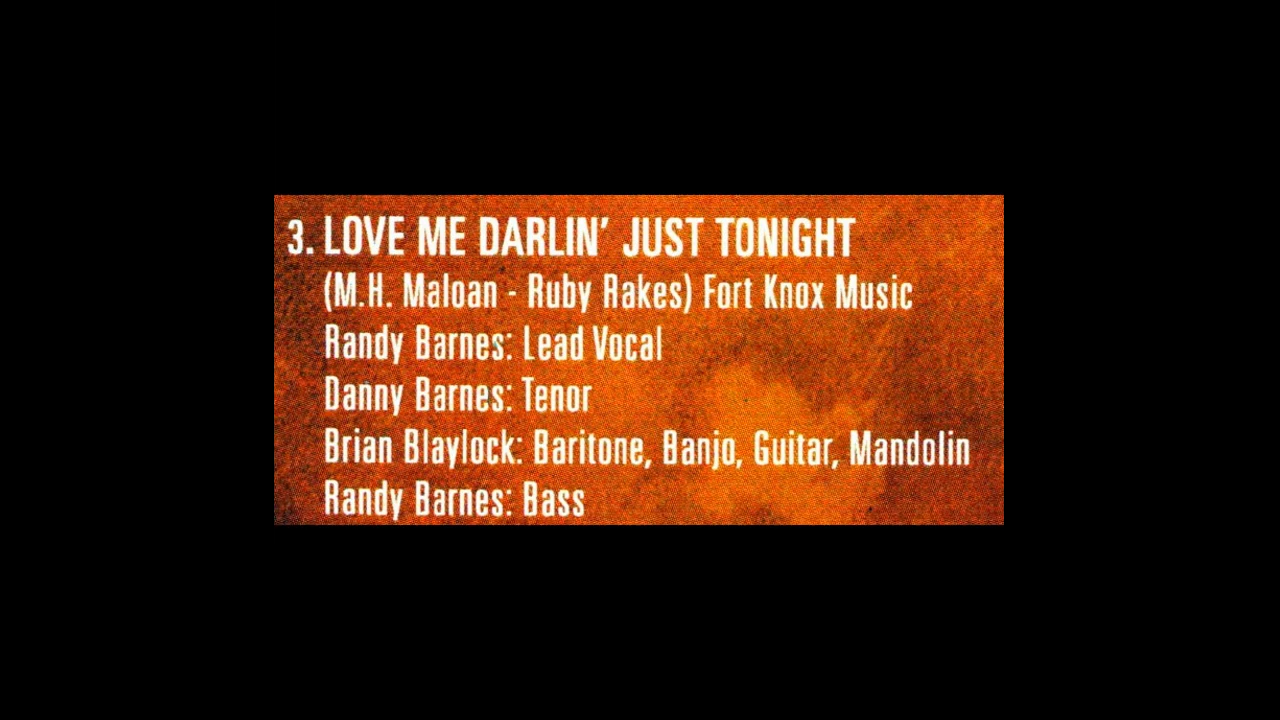 3. LOVE ME DARLIN' JUST TONIGHT
(M.H. Maloan - Ruby Rakes) Fort Knox Music
Randy Barnes: Lead Vocal
Danny Barnes: Tenor
Brian Blaylock: Baritone, Banjo, Guitar, Mandolin
Randy Barnes: Bass